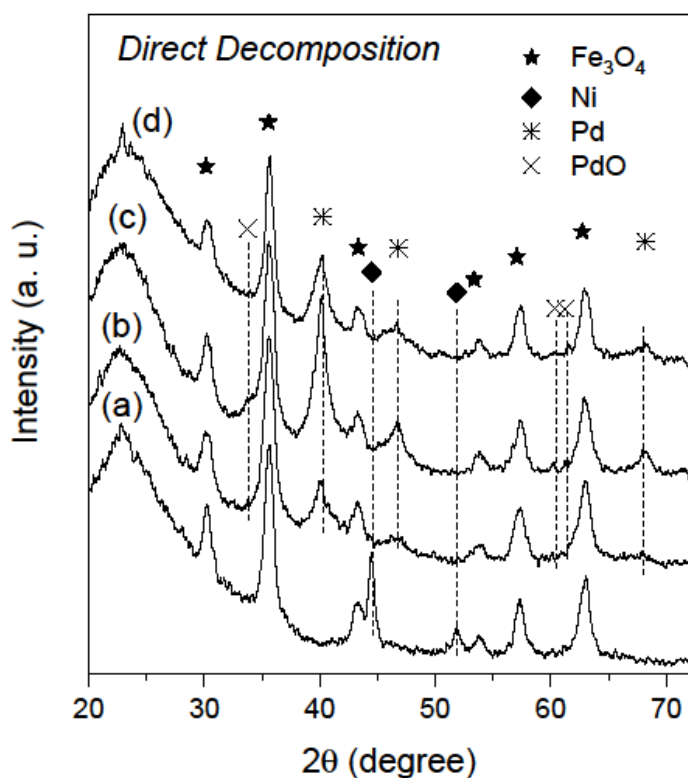 Direct Decomposition
Fe₃O₄
Ni
Pd
PdO
(d)
(c)
(b)
(a)
Intensity (a. u.)
20 30 40 50 60 70
2θ (degree)